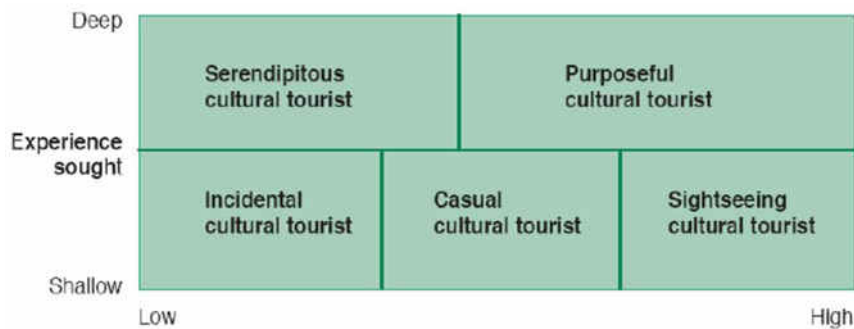 Deep
Serendipitous
cultural tourist
Purposeful
cultural tourist
Experience
sought
Incidental
cultural tourist
Casual
cultural tourist
Sightseeing
cultural tourist
Shallow
Low
High